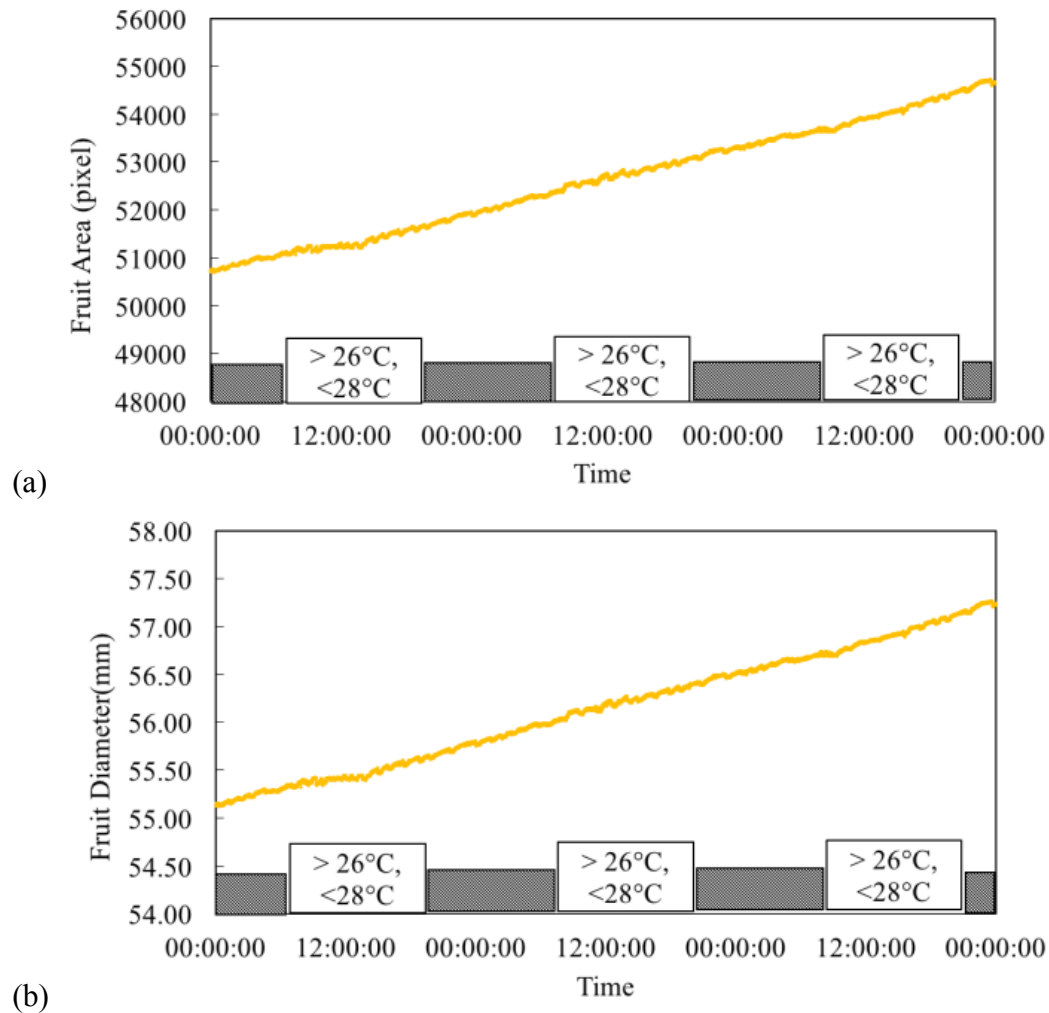 56000
55000
54000
53000
52000
51000
50000
49000
48000
Fruit Area (pixel)
> 26°C,
<28°C
> 26°C,
<28°C
> 26°C,
<28°C
00:00:00 12:00:00 00:00:00 12:00:00 00:00:00 12:00:00 00:00:00
Time
(a)
58.00
57.50
57.00
56.50
56.00
55.50
55.00
54.50
54.00
Fruit Diameter(mm)
> 26°C,
<28°C
> 26°C,
<28°C
> 26°C,
<28°C
00:00:00 12:00:00 00:00:00 12:00:00 00:00:00 12:00:00 00:00:00
Time
(b)